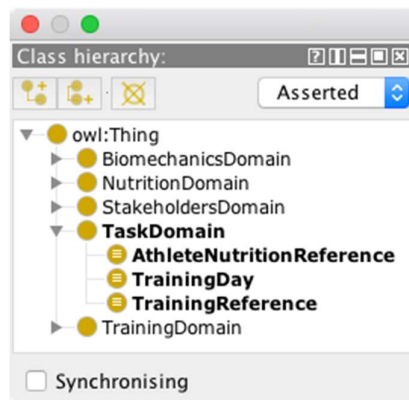 Class hierarchy:
Asserted
owl:Thing
BiomechanicsDomain
NutritionDomain
StakeholdersDomain
TaskDomain
AthleteNutritionReference
TrainingDay
TrainingReference
TrainingDomain
Synchronising